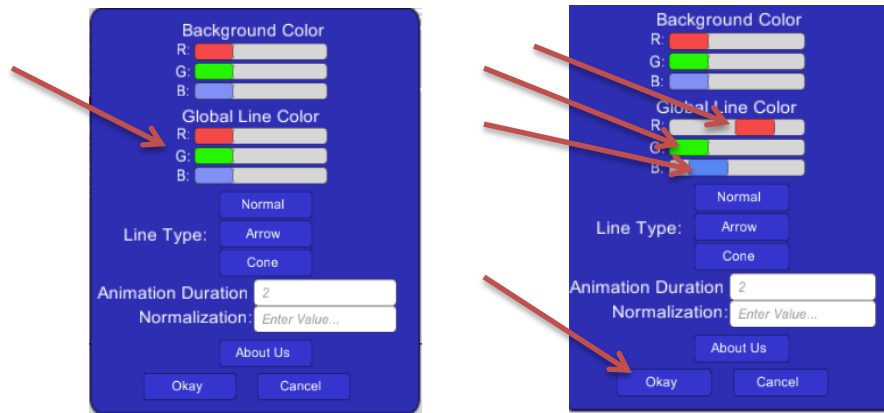 Background Color
R:
G:
B:
Global Line Color
R:
G:
B:
Normal
Line Type: Arrow
Cone
Animation Duration 2
Normalization: Enter Value...
About Us
Okay Cancel
Background Color
R:
G:
B:
Global Line Color
R:
G:
B:
Normal
Line Type: Arrow
Cone
Animation Duration 2
Normalization: Enter Value...
About Us
Okay Cancel